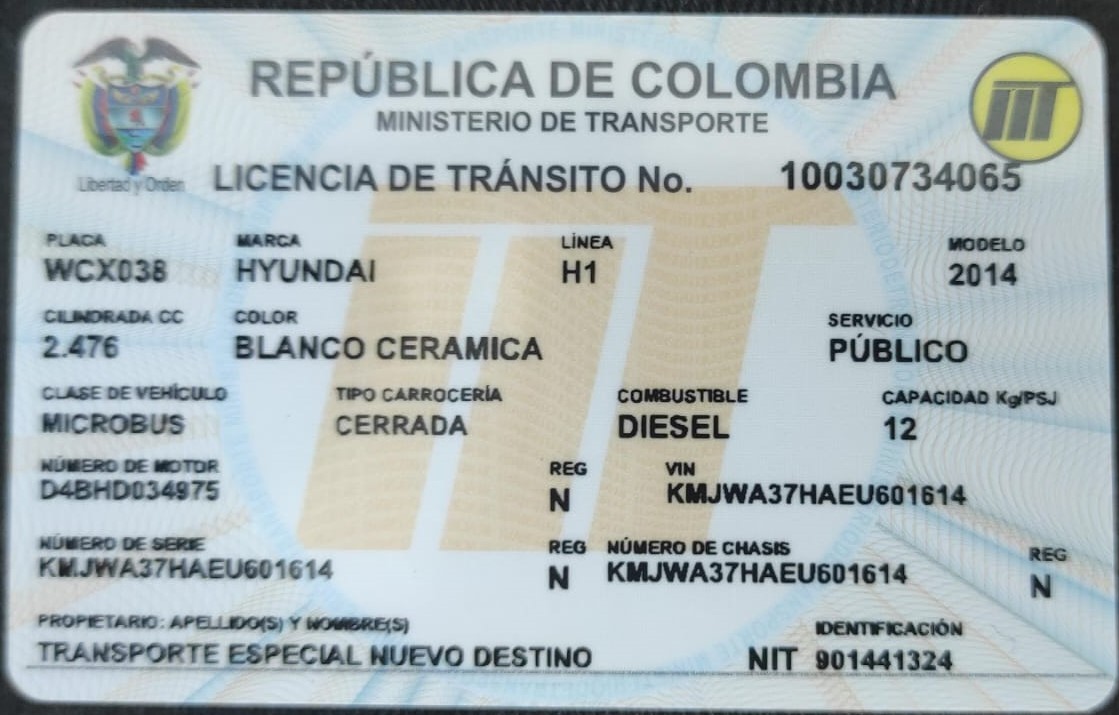 REPÚBLICA DE COLOMBIA
MINISTERIO DE TRANSPORTE
Libertad y Orden
LICENCIA DE TRÁNSITO No. 10030734065
PLACA MARCA LÍNEA MODELO
WCX038 HYUNDAI H1 2014
CILINDRADA CC COLOR SERVICIO
2.476 BLANCO CERAMICA PÚBLICO
CLASE DE VEHÍCULO TIPO CARROCERÍA COMBUSTIBLE CAPACIDAD Kg/PSJ
MICROBUS CERRADA DIESEL 12
NÚMERO DE MOTOR REG VIN
D4BHD034975 N KMJWA37HAEU601614
NÚMERO DE SERIE REG NÚMERO DE CHASIS REG
KMJWA37HAEU601614 N KMJWA37HAEU601614 N
PROPIETARIO: APELLIDO(S) Y NOMBRE(S) IDENTIFICACIÓN
TRANSPORTE ESPECIAL NUEVO DESTINO NIT 901441324